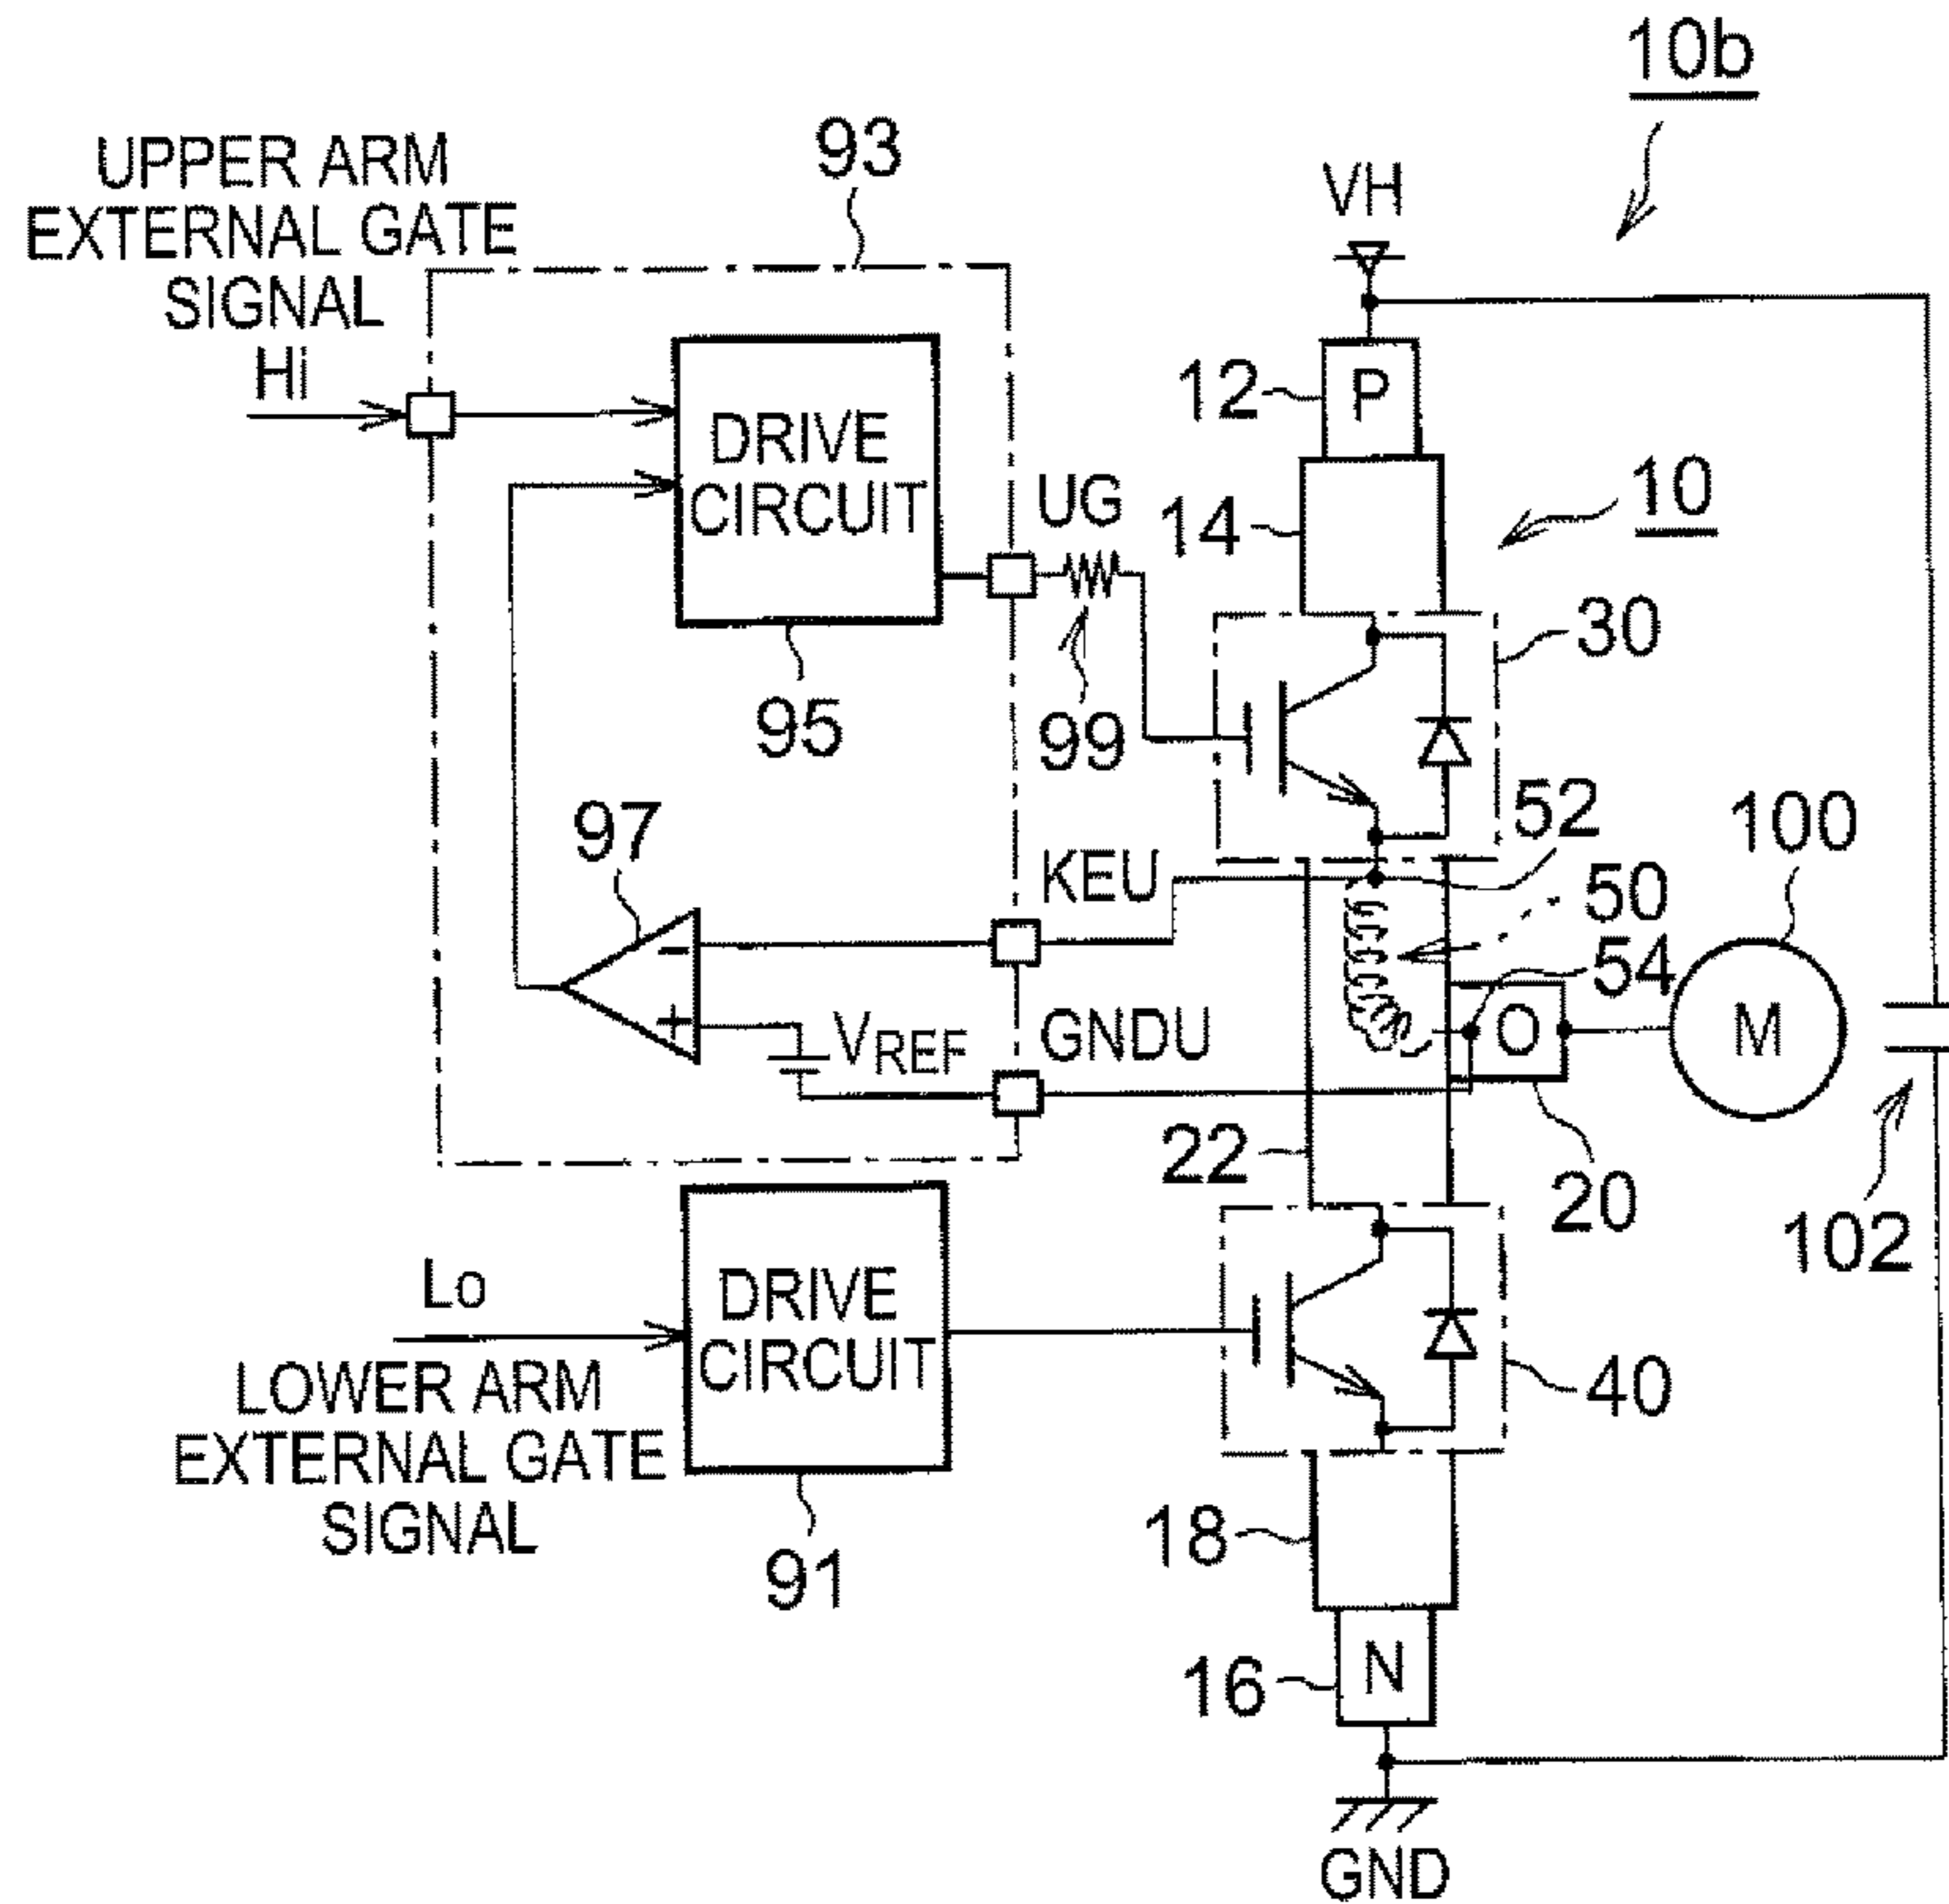 10b
UPPER ARM
EXTERNAL GATE
SIGNAL
Hi
93
VH
12
P
DRIVE
CIRCUIT
UG
14
10
30
95
99
97
KEU
52
100
50
54
VREF
GNDU
O
M
22
20
102
Lo
DRIVE
CIRCUIT
LOWER ARM
EXTERNAL GATE
SIGNAL
40
91
18
16
N
GND
-
+